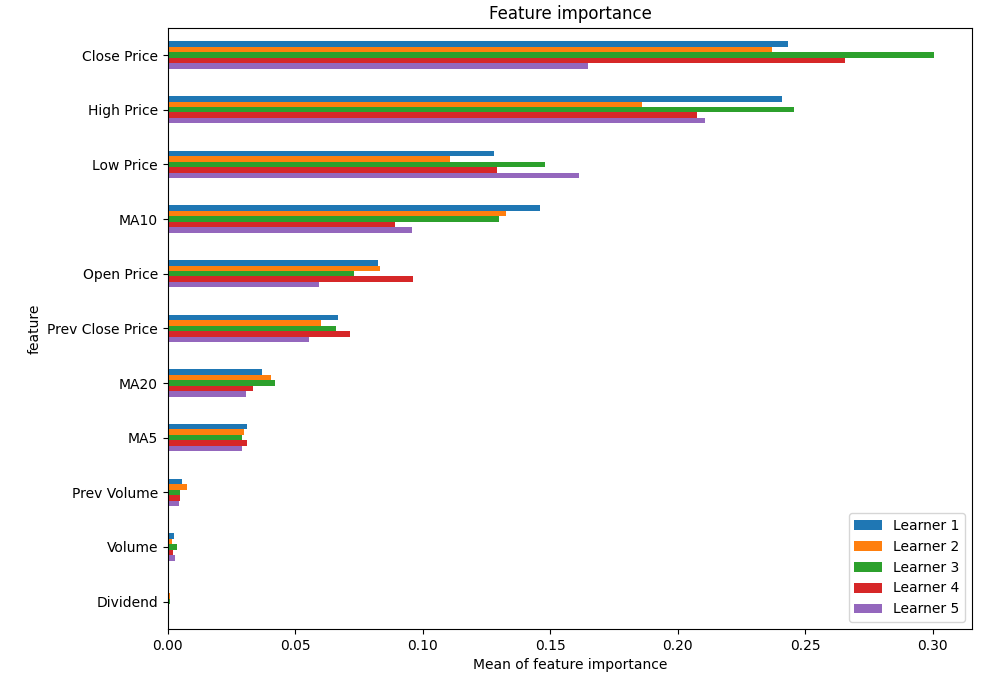 Feature importance
Close Price
High Price
Low Price
MA10
Open Price
Prev Close Price
MA20
MA5
Prev Volume
Volume
Dividend
feature
0.00 0.05 0.10 0.15 0.20 0.25 0.30
Mean of feature importance
Learner 1
Learner 2
Learner 3
Learner 4
Learner 5